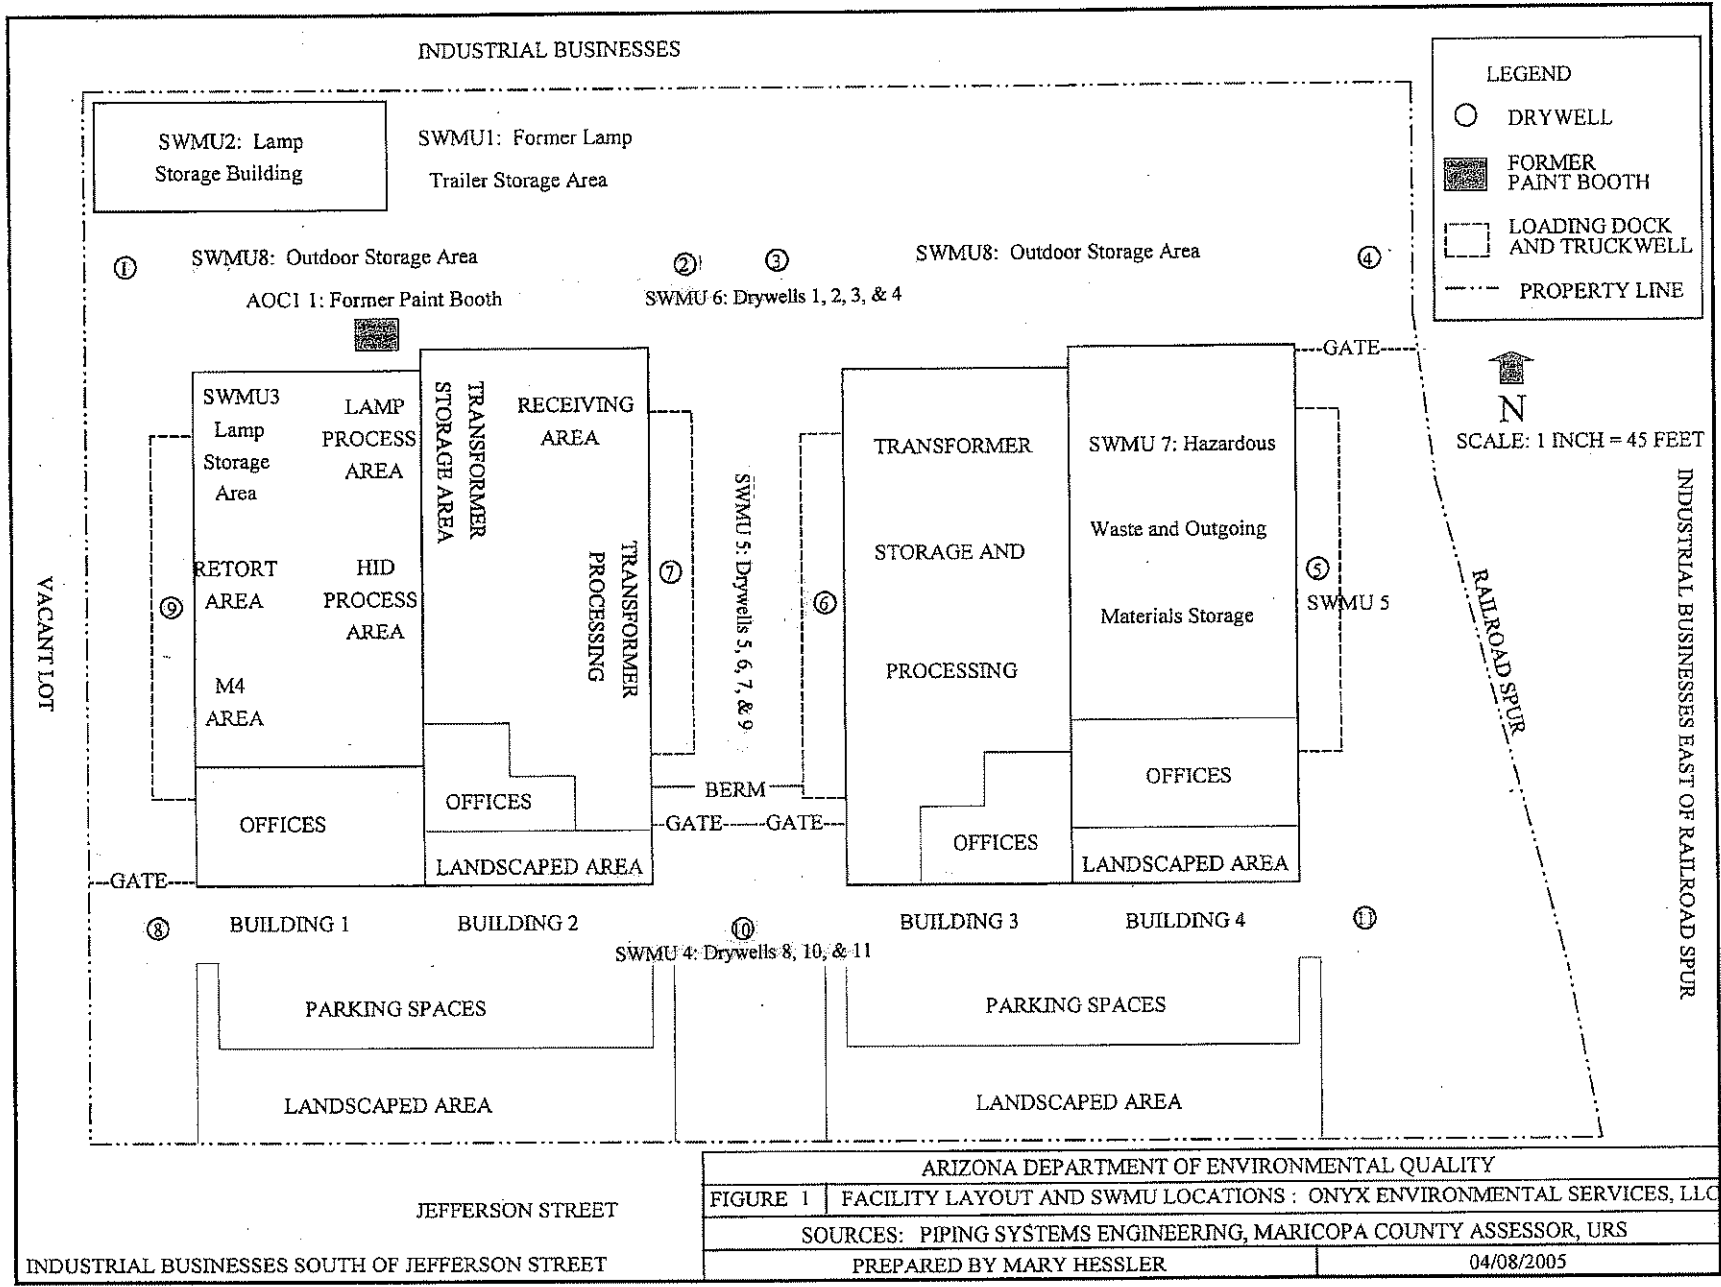 INDUSTRIAL BUSINESSES
LEGEND
DRYWELL
FORMER
PAINT BOOTH
LOADING DOCK
AND TRUCKWELL
PROPERTY LINE
N
SCALE: 1 INCH = 45 FEET
SWMU2: Lamp
Storage Building
SWMU1: Former Lamp
Trailer Storage Area
1
SWMU8: Outdoor Storage Area
2
3
SWMU8: Outdoor Storage Area
4
AOC1 1: Former Paint Booth
SWMU 6: Drywells 1, 2, 3, & 4
GATE
SWMU3
Lamp
Storage
Area
LAMP
PROCESS
AREA
TRANSFORMER
STORAGE AREA
RECEIVING
AREA
RETORT
AREA
HID
PROCESS
AREA
TRANSFORMER
PROCESSING
M4
AREA
9
7
SWMU 5: Drywells 5, 6, 7, & 9
6
TRANSFORMER
STORAGE AND
PROCESSING
SWMU 7: Hazardous
Waste and Outgoing
Materials Storage
5
SWMU 5
RAILROAD SPUR
INDUSTRIAL BUSINESSES EAST OF RAILROAD SPUR
VACANT LOT
OFFICES
OFFICES
BERM
GATE
GATE
OFFICES
OFFICES
LANDSCAPED AREA
LANDSCAPED AREA
GATE
8
BUILDING 1
BUILDING 2
10
BUILDING 3
BUILDING 4
11
SWMU 4: Drywells 8, 10, & 11
PARKING SPACES
PARKING SPACES
LANDSCAPED AREA
LANDSCAPED AREA
JEFFERSON STREET
INDUSTRIAL BUSINESSES SOUTH OF JEFFERSON STREET
ARIZONA DEPARTMENT OF ENVIRONMENTAL QUALITY
FIGURE 1 FACILITY LAYOUT AND SWMU LOCATIONS : ONYX ENVIRONMENTAL SERVICES, LLC
SOURCES: PIPING SYSTEMS ENGINEERING, MARICOPA COUNTY ASSESSOR, URS
PREPARED BY MARY HESSLER 04/08/2005